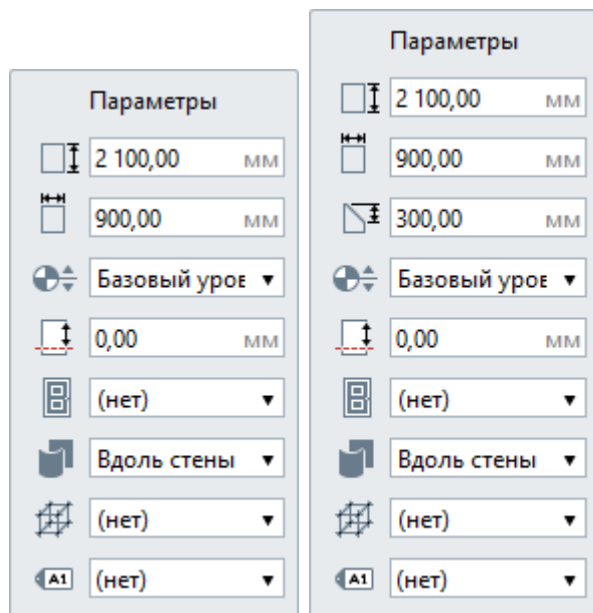 Параметры
2 100,00 мм
900,00 мм
Базовый уров
0,00 мм
(нет)
Вдоль стены
(нет)
A1 (нет)
Параметры
2 100,00 мм
900,00 мм
300,00 мм
Базовый уров
0,00 мм
(нет)
Вдоль стены
(нет)
A1 (нет)